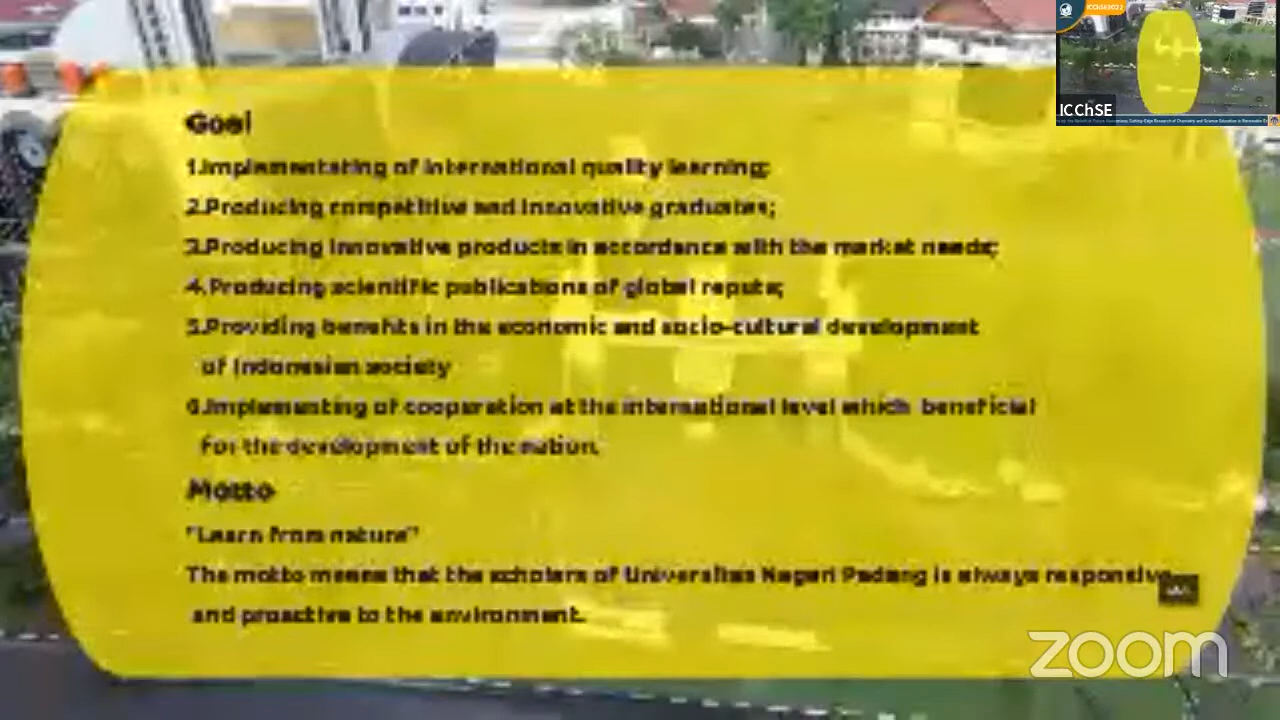 Goal
1.Implementating of international quality learning;
2.Producing competitive and innovative graduates;
3.Producing innovative products in accordance with the market needs;
4.Producing scientific publications of global repute;
5.Providing benefits in the economic and socio-cultural development
of Indonesian society
6.Implementing of cooperation at the international level which beneficial
for the development of the nation.
Motto
"Learn from nature"
The motto means that the scholars of Universitas Negeri Padang is always responsive
and proactive to the environment.
ICChSE2022
ICChSE
zoom